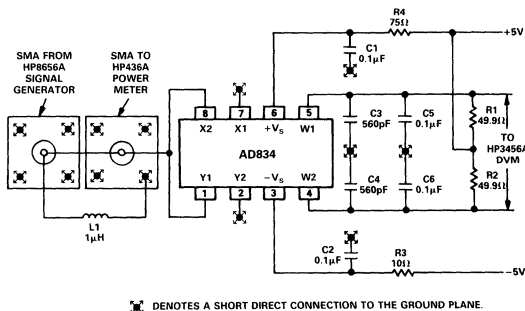 R4
75Ω
+5V
SMA FROM
HP8656A
SIGNAL
GENERATOR
SMA TO
HP436A
POWER
METER
C1
0.1µF
8
7
6
5
X2
X1
+VS
W1
C3
560pF
C5
0.1µF
R1
49.9Ω
TO
HP3456A
DVM
AD834
Y1
Y2
−VS
W2
C4
560pF
C6
0.1µF
R2
49.9Ω
1
2
3
4
L1
1µH
C2
0.1µF
R3
10Ω
−5V
DENOTES A SHORT DIRECT CONNECTION TO THE GROUND PLANE.